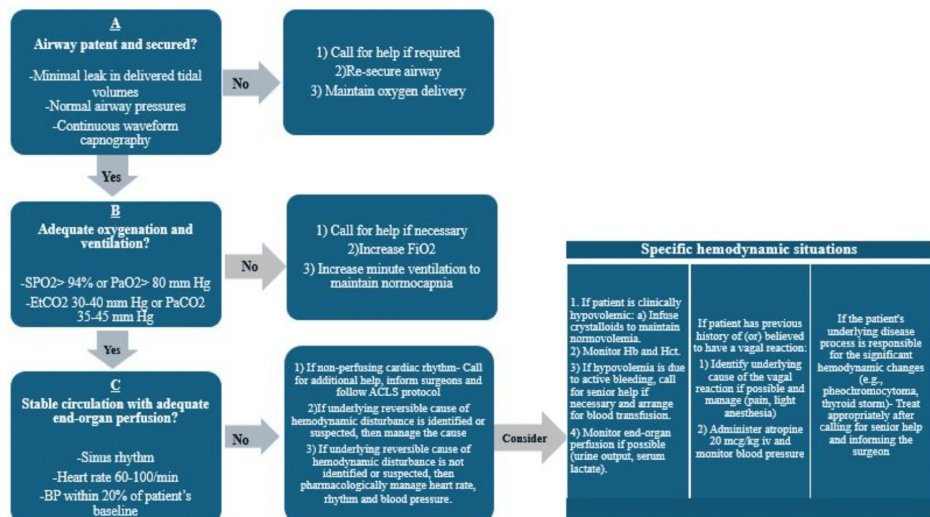 A
Airway patent and secured?
-Minimal leak in delivered tidal
volumes
-Normal airway pressures
-Continuous waveform
capnography
No
1) Call for help if required
2)Re-secure airway
3) Maintain oxygen delivery
Yes
B
Adequate oxygenation and
ventilation?
-SPO2> 94% or PaO2> 80 mm Hg
-EtCO2 30-40 mm Hg or PaCO2
35-45 mm Hg
No
1) Call for help if necessary
2)Increase FiO2
3) Increase minute ventilation to
maintain normocapnia
Yes
C
Stable circulation with adequate
end-organ perfusion?
-Sinus rhythm
-Heart rate 60-100/min
-BP within 20% of patient’s
baseline
No
1) If non-perfusing cardiac rhythm- Call
for additional help, inform surgeons and
follow ACLS protocol
2)If underlying reversible cause of
hemodynamic disturbance is identified or
suspected, then manage the cause
3) If underlying reversible cause of
hemodynamic disturbance is not
identified or suspected, then
pharmacologically manage heart rate,
rhythm and blood pressure.
Consider
Specific hemodynamic situations
1. If patient is clinically
hypovolemic: a) Infuse
crystalloids to maintain
normovolemia.
2) Monitor Hb and Hct.
3) If hypovolemia is due
to active bleeding, call
for senior help if
necessary and arrange
for blood transfusion.
4) Monitor end-organ
perfusion if possible
(urine output, serum
lactate).
If patient has previous
history of (or) believed
to have a vagal reaction:
1) Identify underlying
cause of the vagal
reaction if possible and
manage (pain, light
anesthesia)
2) Administer atropine
20 mcg/kg iv and
monitor blood pressure
If the patient's
underlying disease
process is responsible
for the significant
hemodynamic changes
(e.g.,
pheochromocytoma,
thyroid storm)- Treat
appropriately after
calling for senior help
and informing the
surgeon